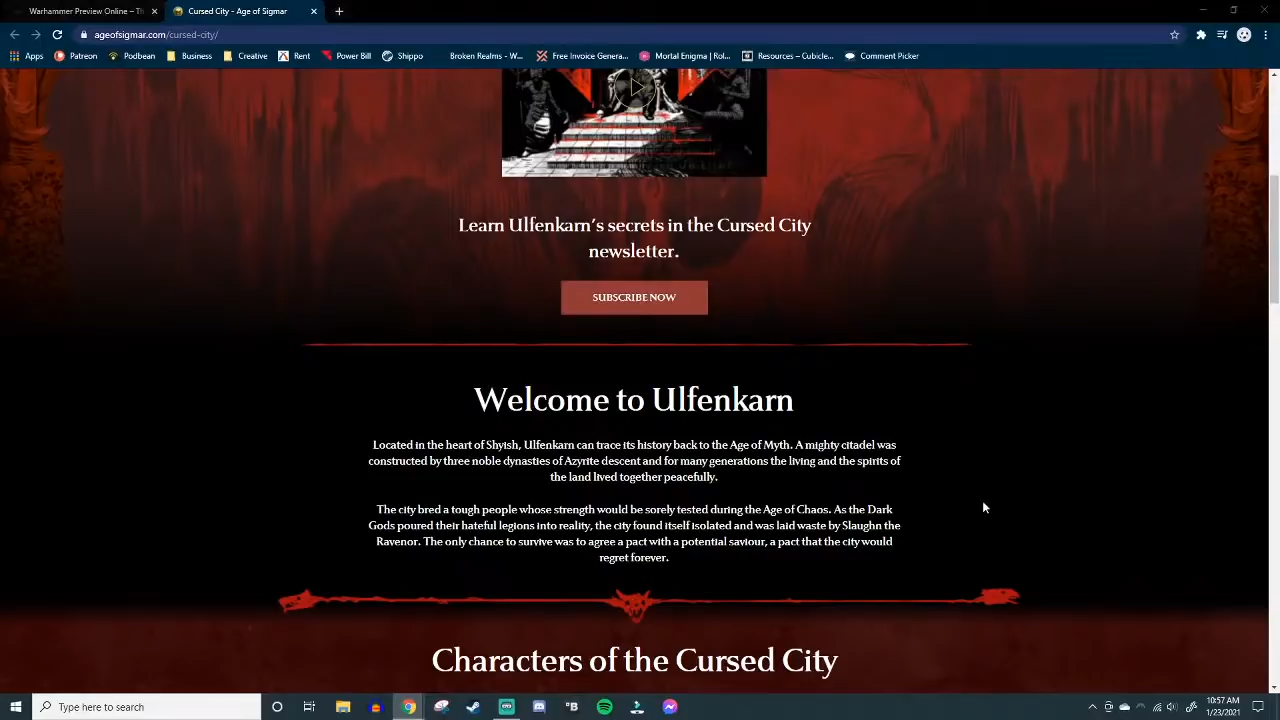 Warhammer Preview Online – Th
Cursed City - Age of Sigmar
ageofsigmar.com/cursed-city/
Apps Patreon Podbean Business Creative Rent Power Bill Shippo Broken Realms - W... Free Invoice Genera... Mortal Enigma | Rol... Resources – Cubicle... Comment Picker
Learn Ulfenkarn's secrets in the Cursed City
newsletter.
SUBSCRIBE NOW
Welcome to Ulfenkarn
Located in the heart of Shyish, Ulfenkarn can trace its history back to the Age of Myth. A mighty citadel was
constructed by three noble dynasties of Azyrite descent and for many generations the living and the spirits of
the land lived together peacefully.
The city bred a tough people whose strength would be sorely tested during the Age of Chaos. As the Dark
Gods poured their hateful legions into reality, the city found itself isolated and was laid waste by Slaughn the
Ravenor. The only chance to survive was to agree a pact with a potential saviour, a pact that the city would
regret forever.
Characters of the Cursed City
Type here to search
10:57 AM
1/23/2021